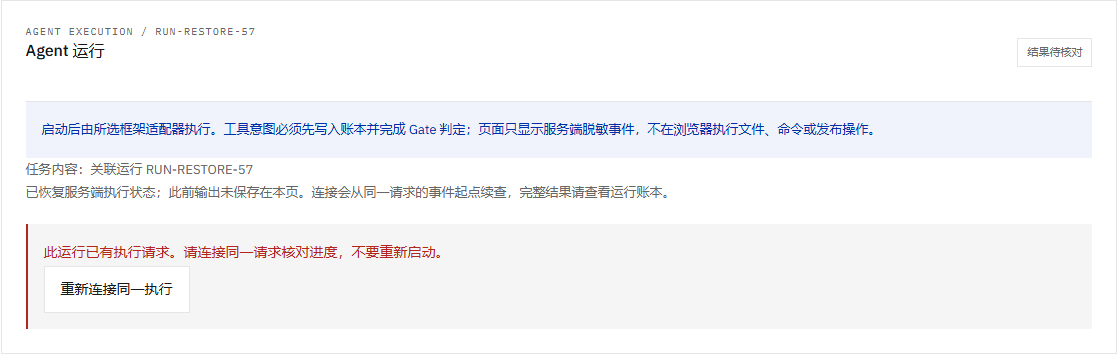 AGENT EXECUTION / RUN-RESTORE-57
Agent 运行
结果待核对
启动后由所选框架适配器执行。工具意图必须先写入账本并完成 Gate 判定；页面只显示服务端脱敏事件，不在浏览器执行文件、命令或发布操作。
任务内容：关联运行 RUN-RESTORE-57
已恢复服务端执行状态；此前输出未保存在本页。连接会从同一请求的事件起点续查，完整结果请查看运行账本。
此运行已有执行请求。请连接同一请求核对进度，不要重新启动。
重新连接同一执行